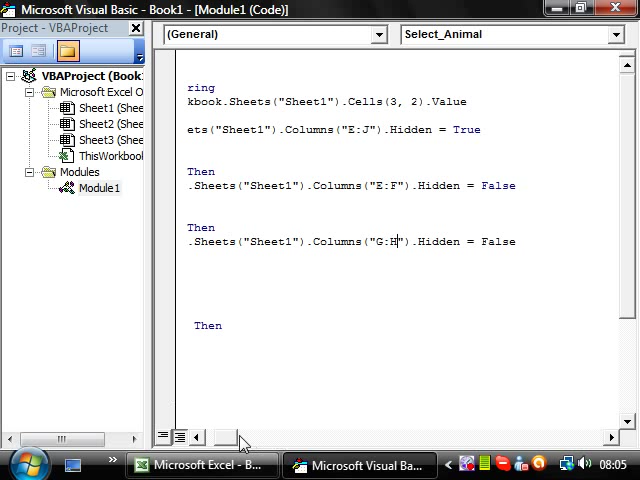 Microsoft Visual Basic - Book1 - [Module1 (Code)]
Project - VBAProject
(General)
Select_Animal
VBAProject (Book1
Microsoft Excel O
Sheet1 (Shee
Sheet2 (Shee
Sheet3 (Shee
ThisWorkbook
Modules
Module1
ring
kbook.Sheets("Sheet1").Cells(3, 2).Value
ets("Sheet1").Columns("E:J").Hidden = True
Then
.Sheets("Sheet1").Columns("E:F").Hidden = False
Then
.Sheets("Sheet1").Columns("G:H").Hidden = False
Then
Microsoft Excel - B...
Microsoft Visual Ba...
08:05